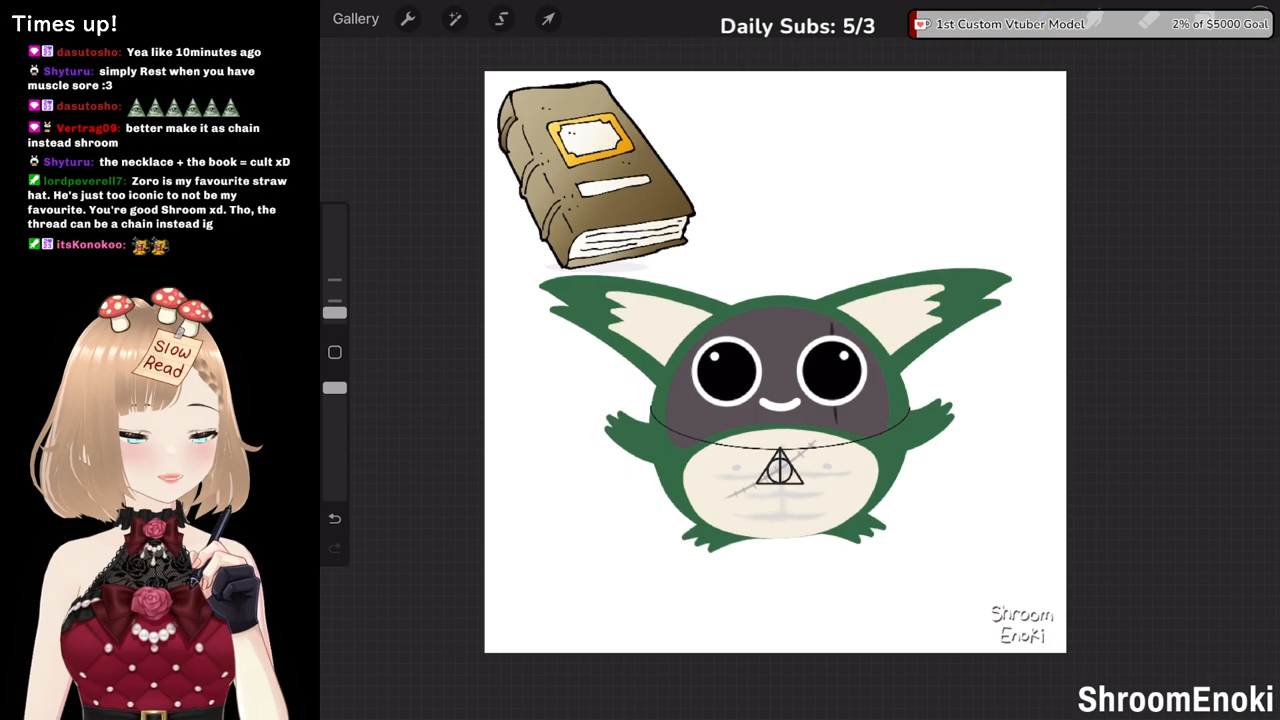 Times up!
dasutosho: Yea like 10minutes ago
Shyturu: simply Rest when you have
muscle sore :3
dasutosho:
Vertrag09: better make it as chain
instead shroom
Shyturu: the necklace + the book = cult xD
lordpeverell7: Zoro is my favourite straw
hat. He's just too iconic to not be my
favourite. You're good Shroom xd. Tho, the
thread can be a chain instead ig
itsKonokoo:
Slow
Read
Gallery
Daily Subs: 5/3
1st Custom Vtuber Model
2% of $5000 Goal
Shroom
Enoki
ShroomEnoki